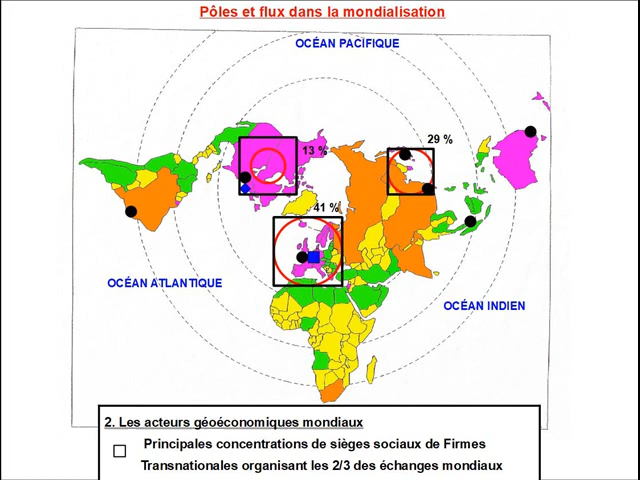 Pôles et flux dans la mondialisation
OCÉAN PACIFIQUE
29 %
13 %
41 %
OCÉAN ATLANTIQUE
OCÉAN INDIEN
2. Les acteurs géoéconomiques mondiaux
Principales concentrations de sièges sociaux de Firmes
Transnationales organisant les 2/3 des échanges mondiaux